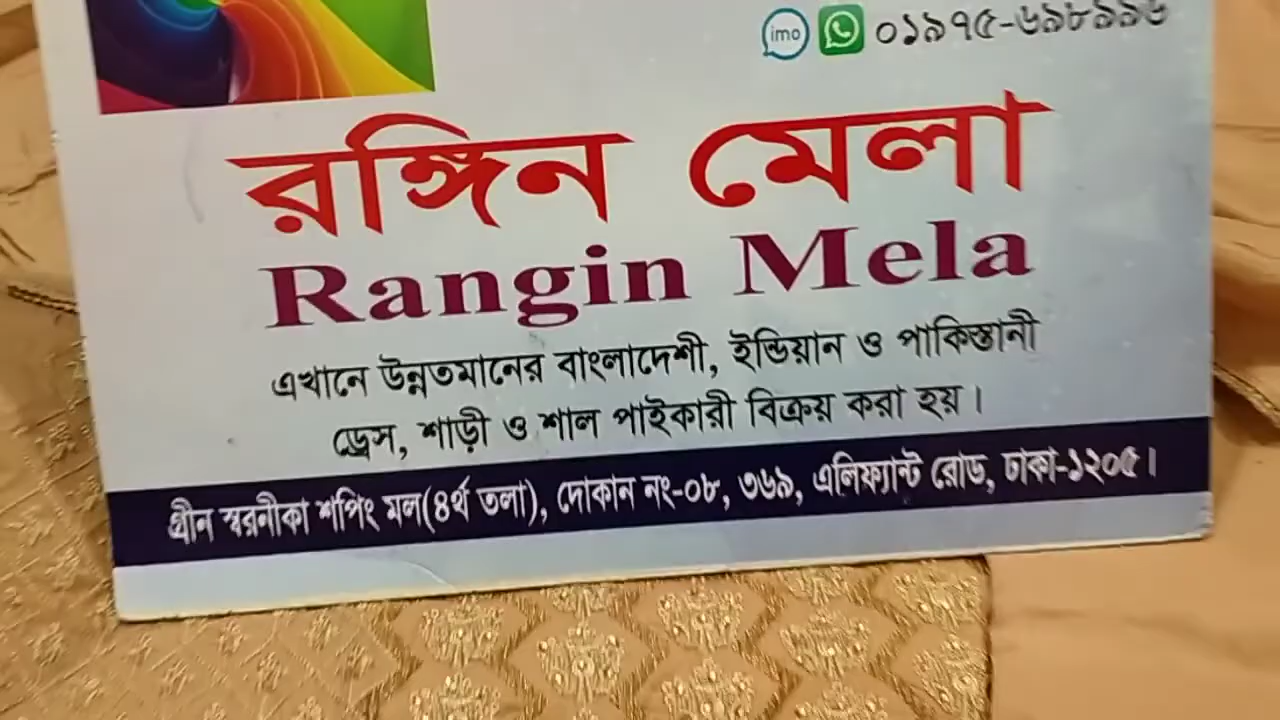 imo ০১৯৭৫-৬৯৮৯৯৬
রঙ্গিন মেলা
Rangin Mela
এখানে উন্নতমানের বাংলাদেশী, ইন্ডিয়ান ও পাকিস্তানী
ড্রেস, শাড়ী ও শাল পাইকারী বিক্রয় করা হয়।
গ্রীন স্বরনীকা শপিং মল(৪র্থ তলা), দোকান নং-০৮, ৩৬৯, এলিফ্যান্ট রোড, ঢাকা-১২০৫।